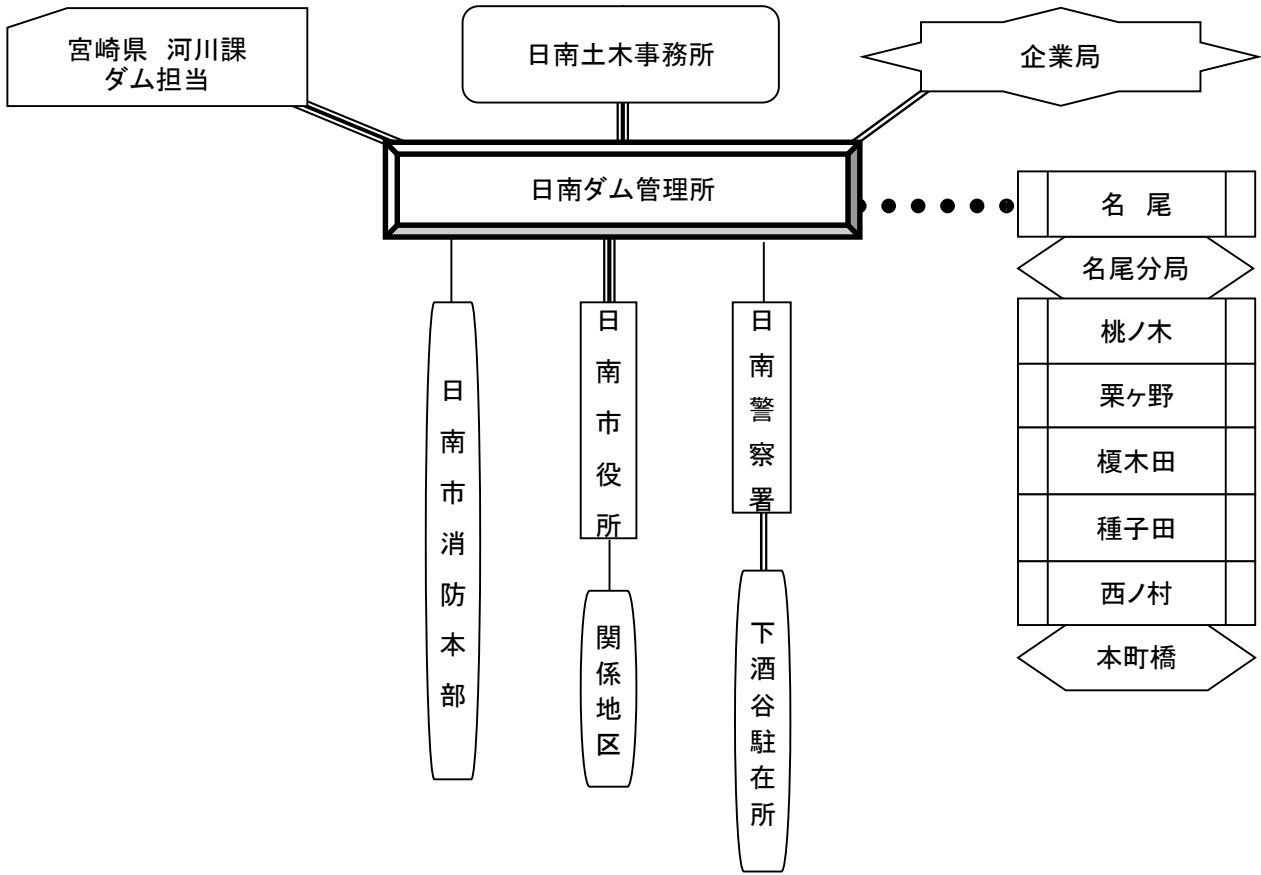 宮崎県 河川課
ダム担当
日南土木事務所
企業局
日南ダム管理所
名 尾
名尾分局
桃ノ木
栗ヶ野
榎木田
種子田
西ノ村
本町橋
日南市消防本部
日南市役所
日南警察署
関係地区
下酒谷駐在所